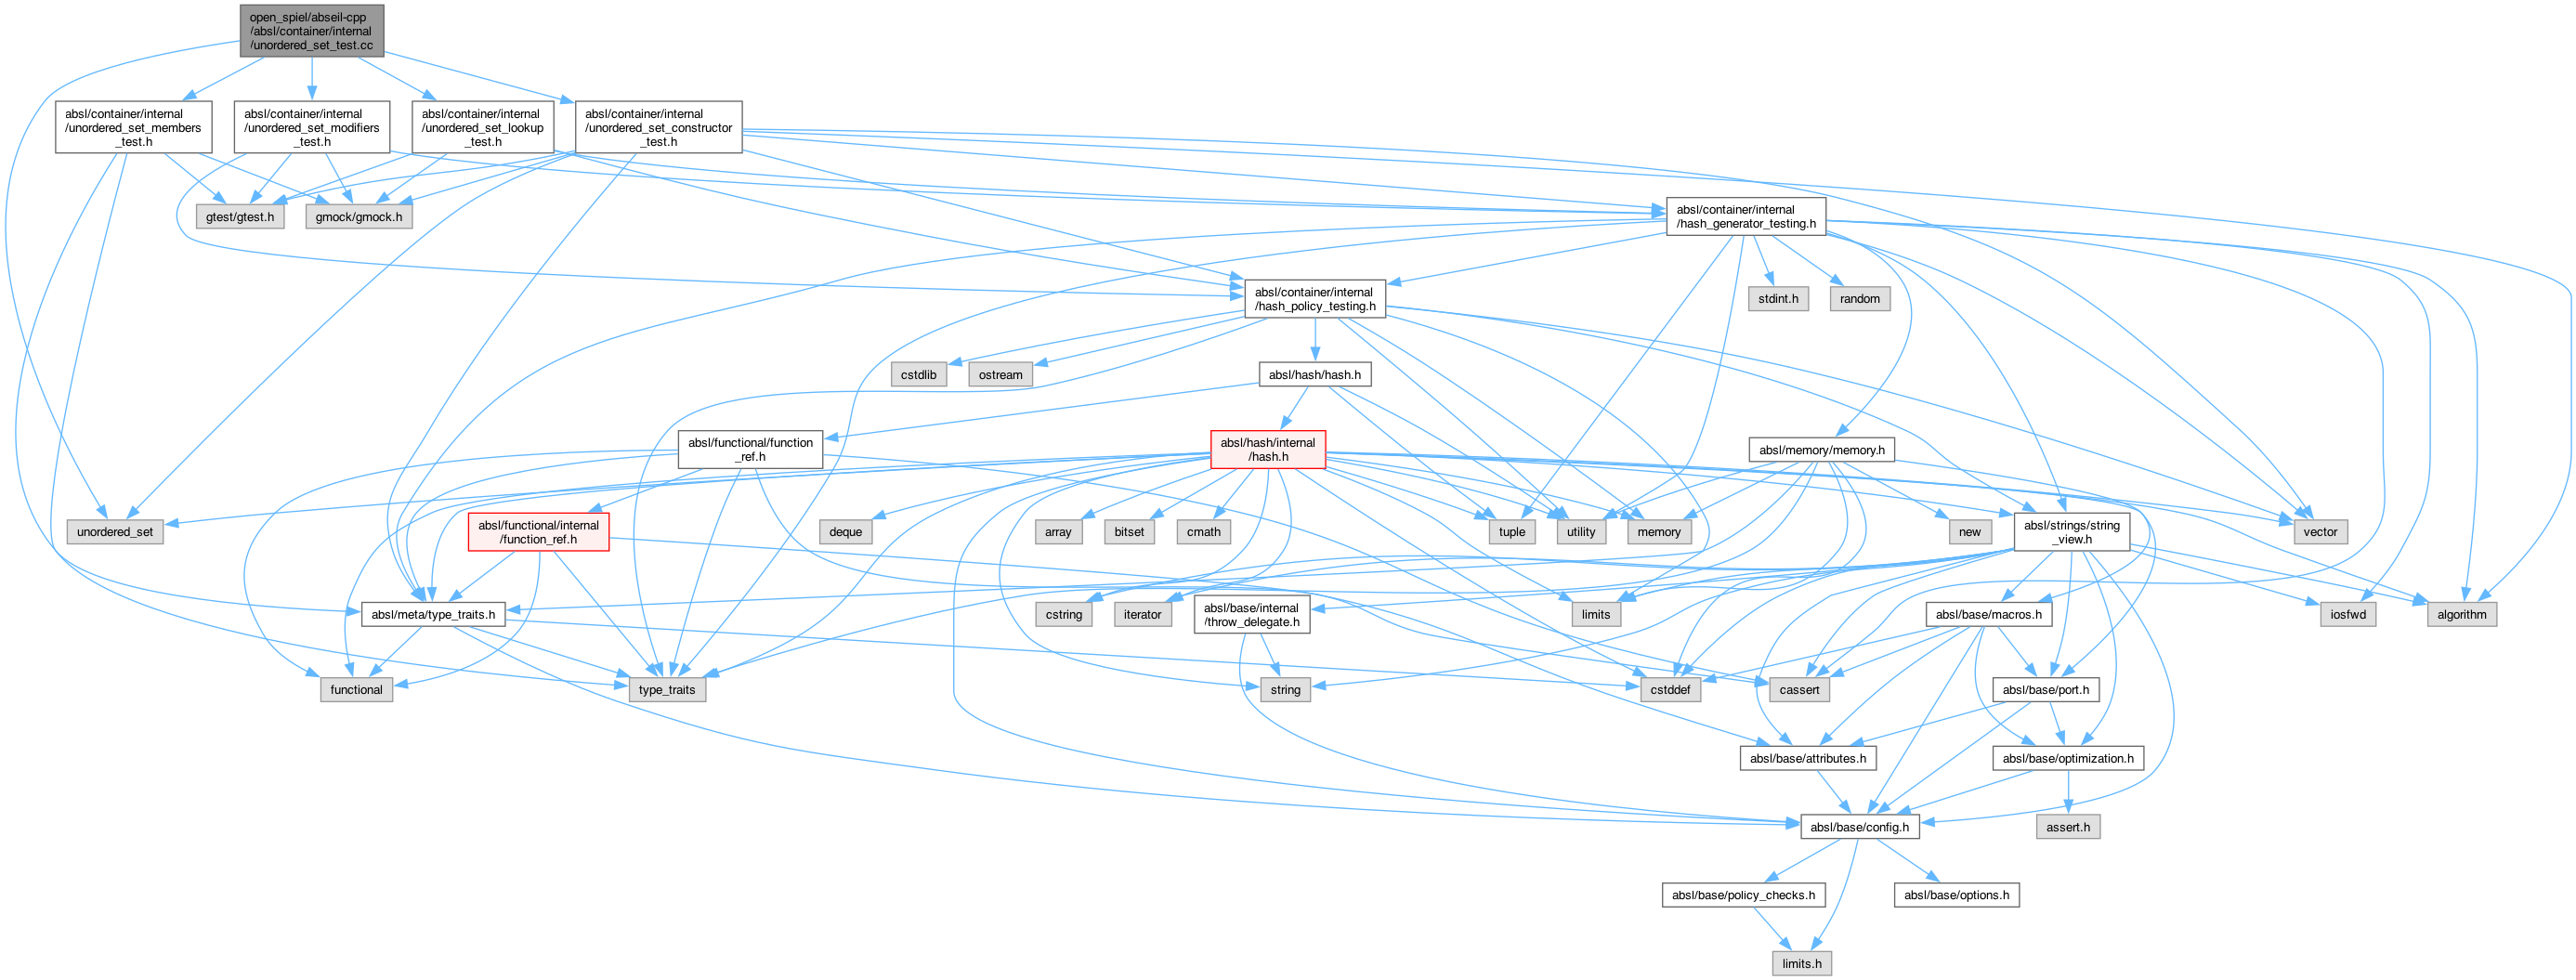 open_spiel/abseil-cpp
/absl/container/internal
/unordered_set_test.cc
absl/container/internal
/unordered_set_members
_test.h
absl/container/internal
/unordered_set_modifiers
_test.h
absl/container/internal
/unordered_set_lookup
_test.h
absl/container/internal
/unordered_set_constructor
_test.h
gtest/gtest.h
gmock/gmock.h
absl/container/internal
/hash_generator_testing.h
absl/container/internal
/hash_policy_testing.h
stdint.h
random
cstdlib
ostream
absl/hash/hash.h
absl/functional/function
_ref.h
absl/hash/internal
/hash.h
absl/memory/memory.h
unordered_set
absl/functional/internal
/function_ref.h
deque
array
bitset
cmath
tuple
utility
memory
new
absl/strings/string
_view.h
vector
absl/meta/type_traits.h
cstring
iterator
absl/base/internal
/throw_delegate.h
limits
absl/base/macros.h
iosfwd
algorithm
functional
type_traits
string
cstddef
cassert
absl/base/port.h
absl/base/attributes.h
absl/base/optimization.h
absl/base/config.h
assert.h
absl/base/policy_checks.h
absl/base/options.h
limits.h